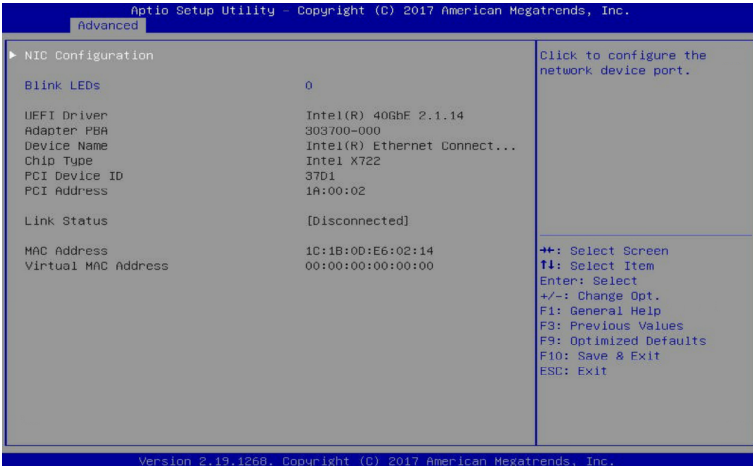 Aptio Setup Utility – Copyright (C) 2017 American Megatrends, Inc.
Advanced
▶ NIC Configuration
Blink LEDs 0
UEFI Driver Intel(R) 40GbE 2.1.14
Adapter PBA 303700-000
Device Name Intel(R) Ethernet Connect...
Chip Type Intel X722
PCI Device ID 37D1
PCI Address 1A:00:02
Link Status [Disconnected]
MAC Address 1C:1B:0D:E6:02:14
Virtual MAC Address 00:00:00:00:00:00
Click to configure the
network device port.
→←: Select Screen
↑↓: Select Item
Enter: Select
+/-: Change Opt.
F1: General Help
F3: Previous Values
F9: Optimized Defaults
F10: Save & Exit
ESC: Exit
Version 2.19.1268. Copyright (C) 2017 American Megatrends, Inc.